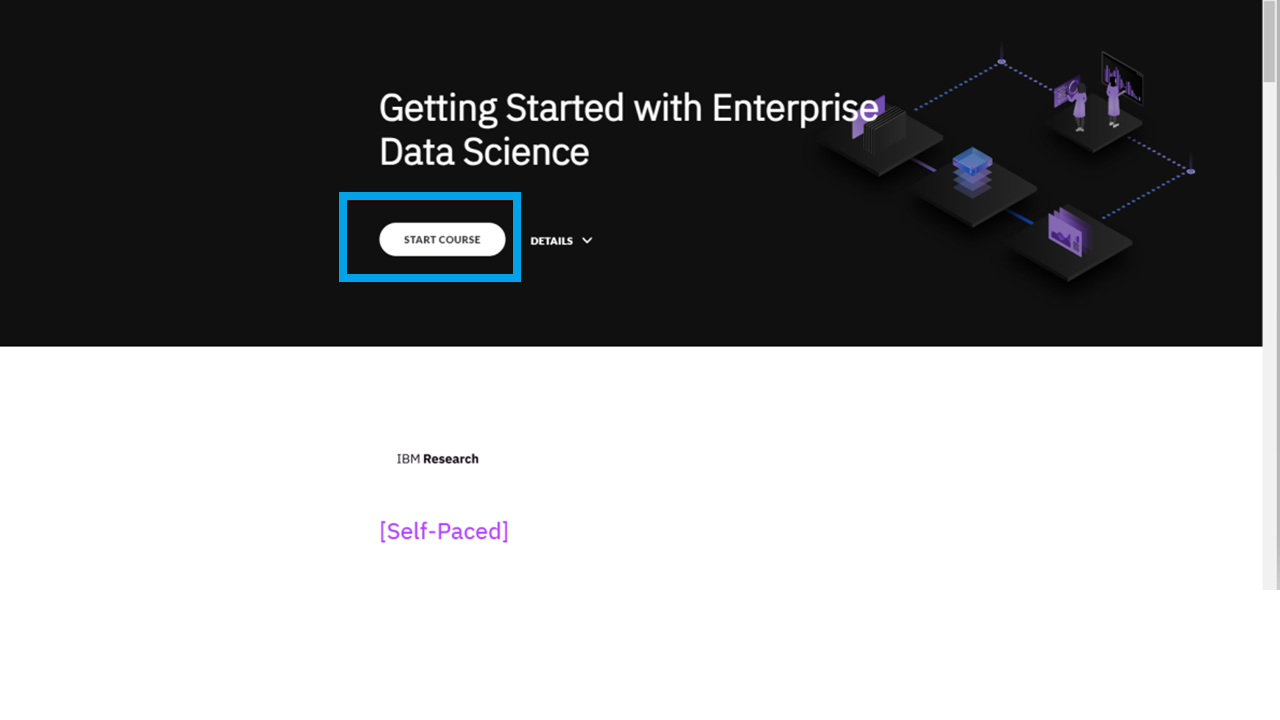 Getting Started with Enterprise
Data Science
START COURSE
DETAILS
IBM Research
[Self-Paced]